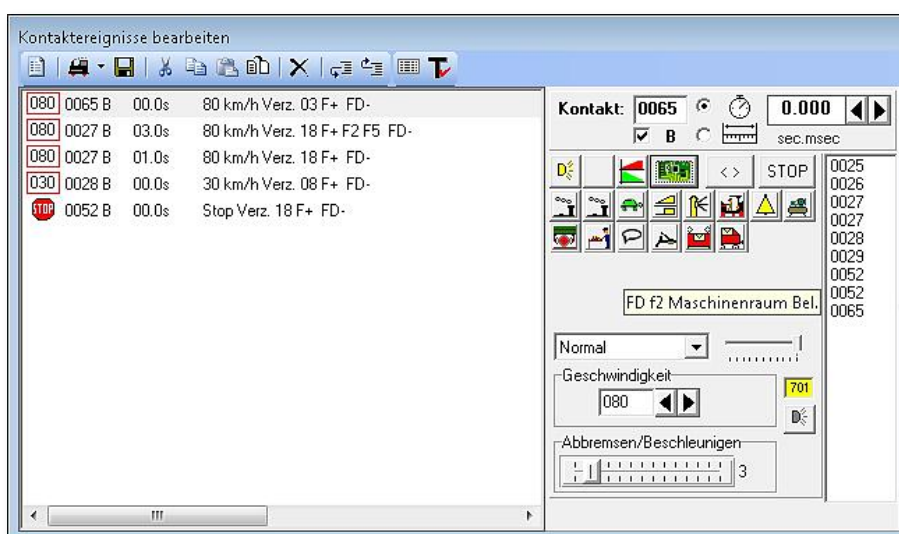 Kontaktereignisse bearbeiten
080 0065 B 00.0s 80 km/h Verz. 03 F+ FD-
080 0027 B 03.0s 80 km/h Verz. 18 F+ F2 F5 FD-
080 0027 B 01.0s 80 km/h Verz. 18 F+ FD-
030 0028 B 00.0s 30 km/h Verz. 08 F+ FD-
STOP 0052 B 00.0s Stop Verz. 18 F+ FD-
Kontakt: 0065 0.000
B sec.msec
D < > STOP
FD f2 Maschinenraum Bel.
Normal
Geschwindigkeit
080
701
D
Abbremsen/Beschleunigen
3
0025
0026
0027
0027
0028
0029
0052
0052
0052
0065